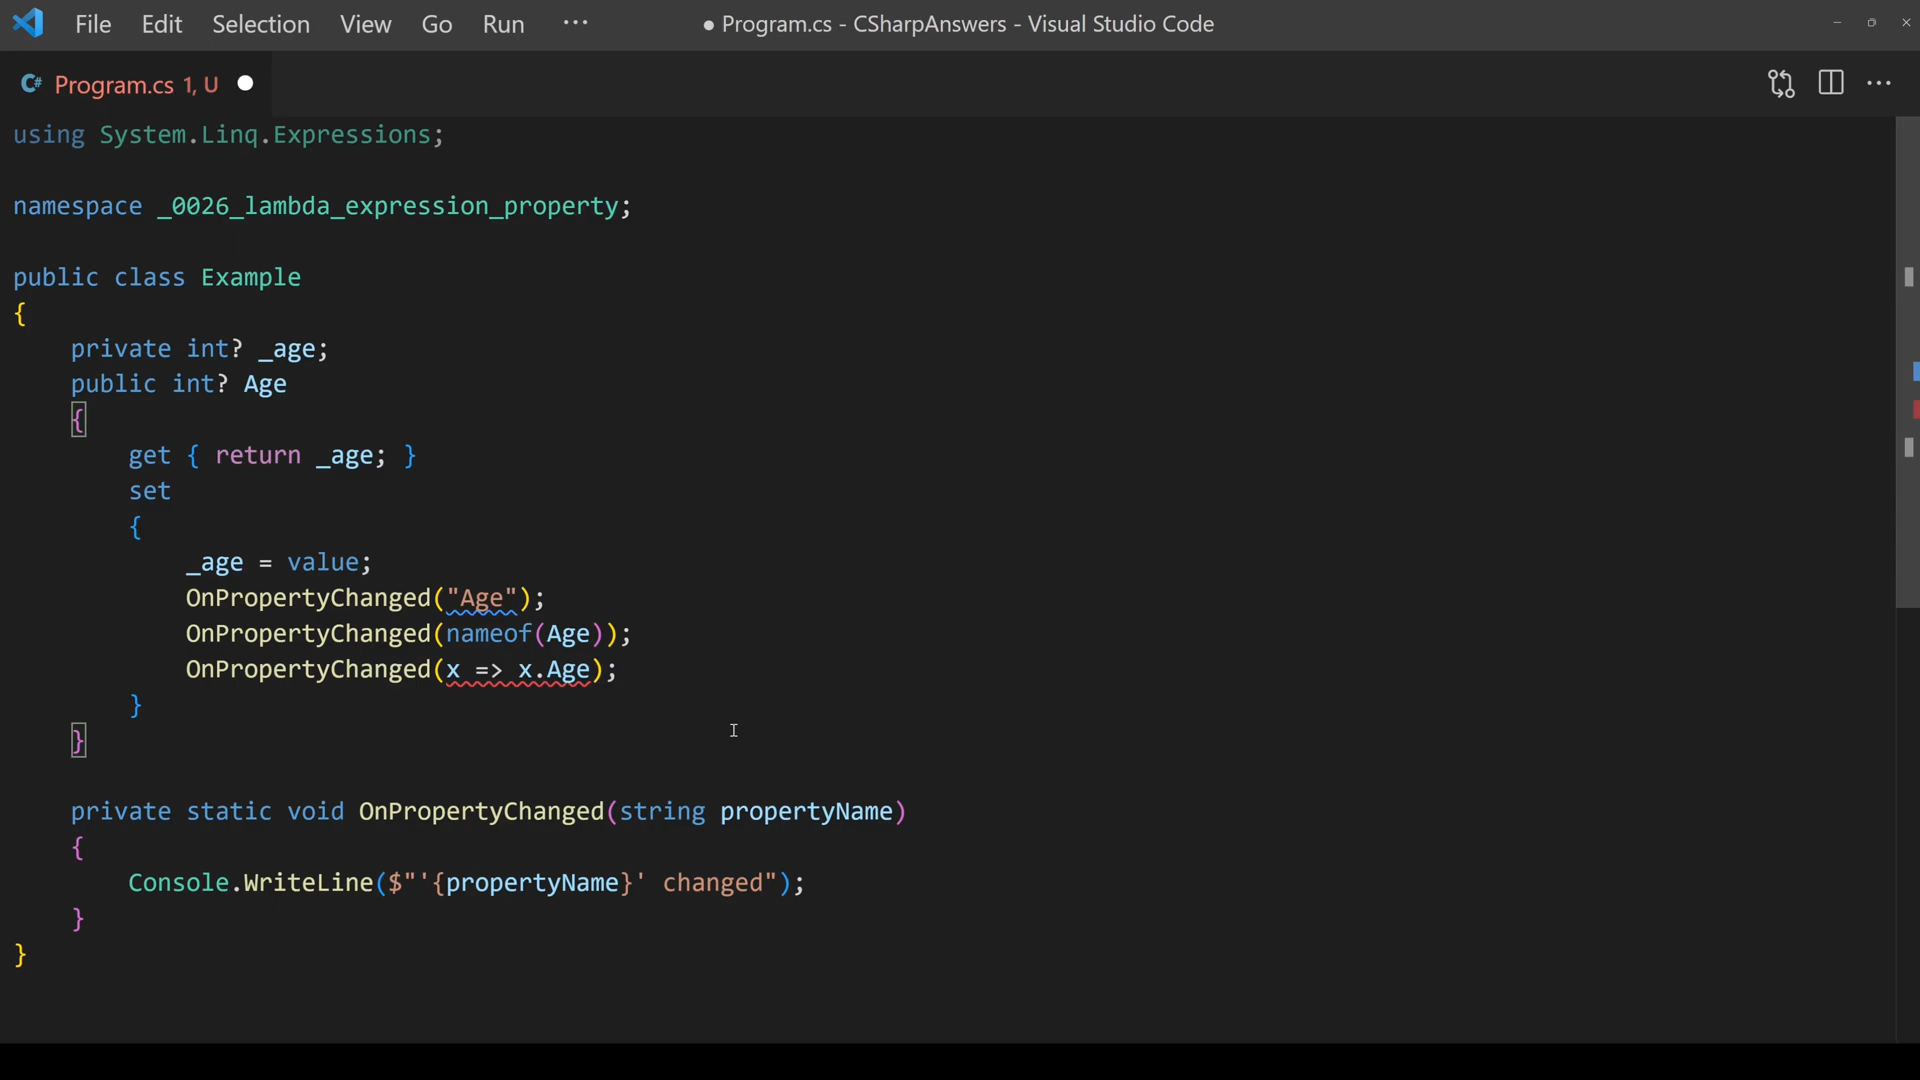 File Edit Selection View Go Run ··· ● Program.cs - CSharpAnswers - Visual Studio Code
C# Program.cs 1, U ●
using System.Linq.Expressions;
namespace _0026_lambda_expression_property;
public class Example
{
    private int? _age;
    public int? Age
    {
        get { return _age; }
        set
        {
            _age = value;
            OnPropertyChanged("Age");
            OnPropertyChanged(nameof(Age));
            OnPropertyChanged(x => x.Age);
        }
    }
    private static void OnPropertyChanged(string propertyName)
    {
        Console.WriteLine($"'{propertyName}' changed");
    }
}